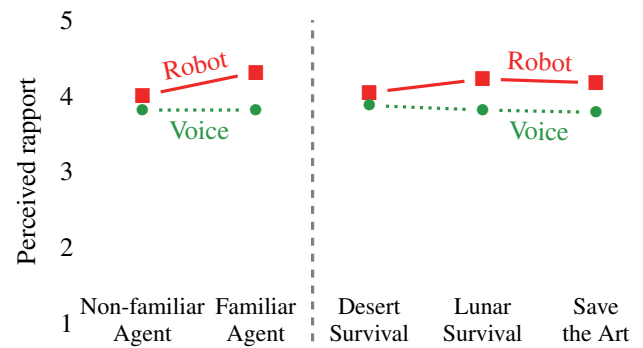 Perceived rapport
5
4
3
2
1
Robot
Voice
Non-familiar
Agent
Familiar
Agent
Robot
Voice
Desert
Survival
Lunar
Survival
Save
the Art